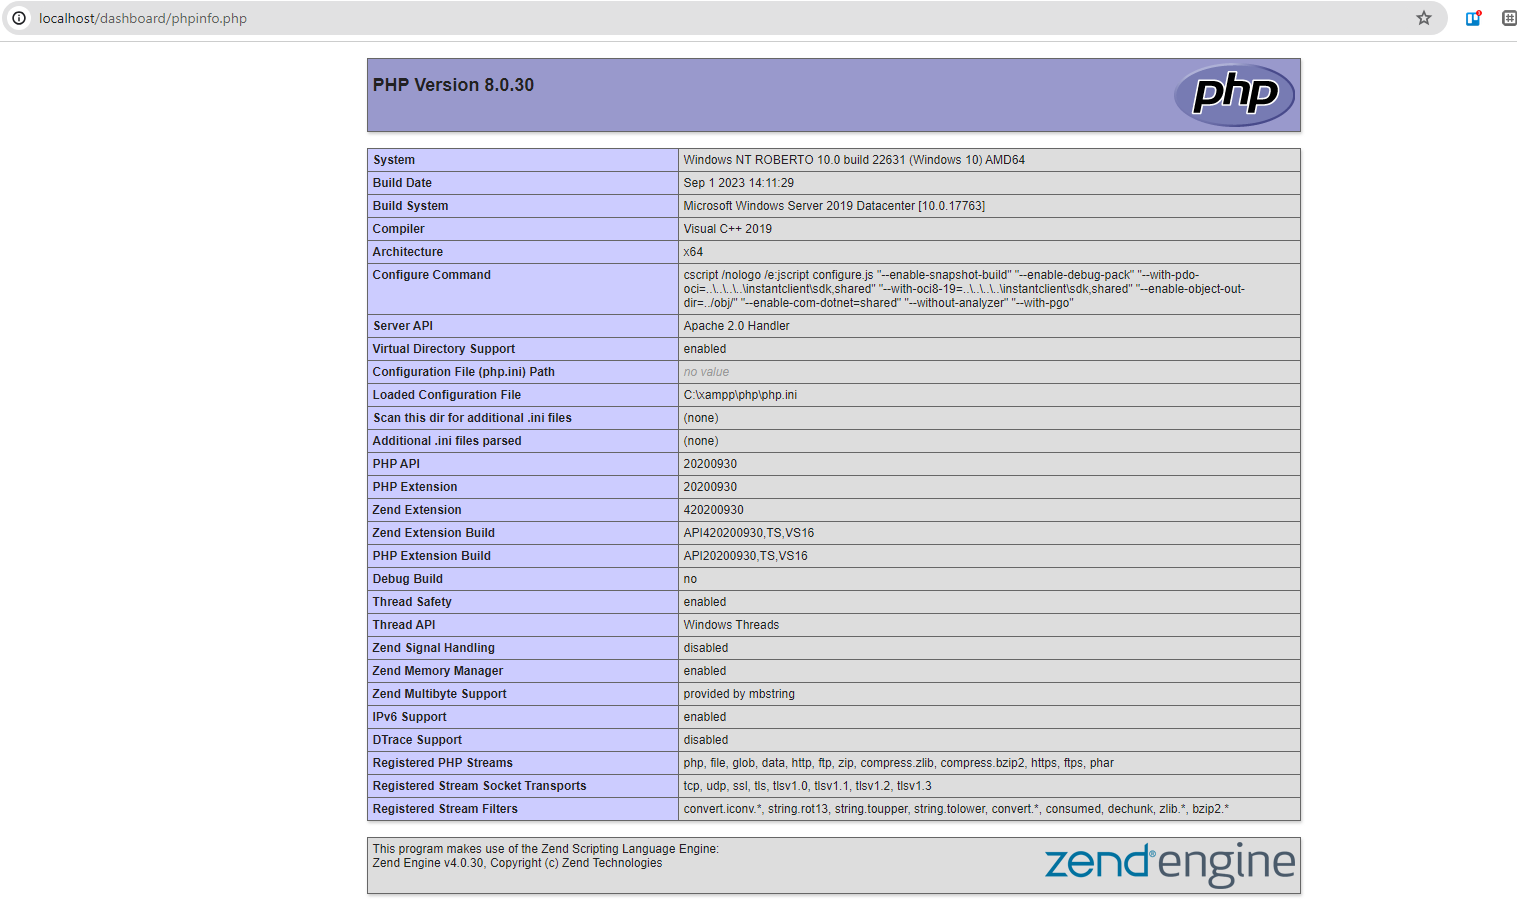 localhost/dashboard/phpinfo.php
PHP Version 8.0.30
php
System Windows NT ROBERTO 10.0 build 22631 (Windows 10) AMD64
Build Date Sep 1 2023 14:11:29
Build System Microsoft Windows Server 2019 Datacenter [10.0.17763]
Compiler Visual C++ 2019
Architecture x64
Configure Command cscript /nologo /e:jscript configure.js "--enable-snapshot-build" "--enable-debug-pack" "--with-pdo-
oci=..\..\..\..\instantclient\sdk,shared" "--with-oci8-19=..\..\..\..\instantclient\sdk,shared" "--enable-object-out-
dir=../obj/" "--enable-com-dotnet=shared" "--without-analyzer" "--with-pgo"
Server API Apache 2.0 Handler
Virtual Directory Support enabled
Configuration File (php.ini) Path no value
Loaded Configuration File C:\xampp\php\php.ini
Scan this dir for additional .ini files (none)
Additional .ini files parsed (none)
PHP API 20200930
PHP Extension 20200930
Zend Extension 420200930
Zend Extension Build API420200930,TS,VS16
PHP Extension Build API20200930,TS,VS16
Debug Build no
Thread Safety enabled
Thread API Windows Threads
Zend Signal Handling disabled
Zend Memory Manager enabled
Zend Multibyte Support provided by mbstring
IPv6 Support enabled
DTrace Support disabled
Registered PHP Streams php, file, glob, data, http, ftp, zip, compress.zlib, compress.bzip2, https, ftps, phar
Registered Stream Socket Transports tcp, udp, ssl, tls, tlsv1.0, tlsv1.1, tlsv1.2, tlsv1.3
Registered Stream Filters convert.iconv.*, string.rot13, string.toupper, string.tolower, convert.*, consumed, dechunk, zlib.*, bzip2.*
This program makes use of the Zend Scripting Language Engine:
Zend Engine v4.0.30, Copyright (c) Zend Technologies
zend® engine